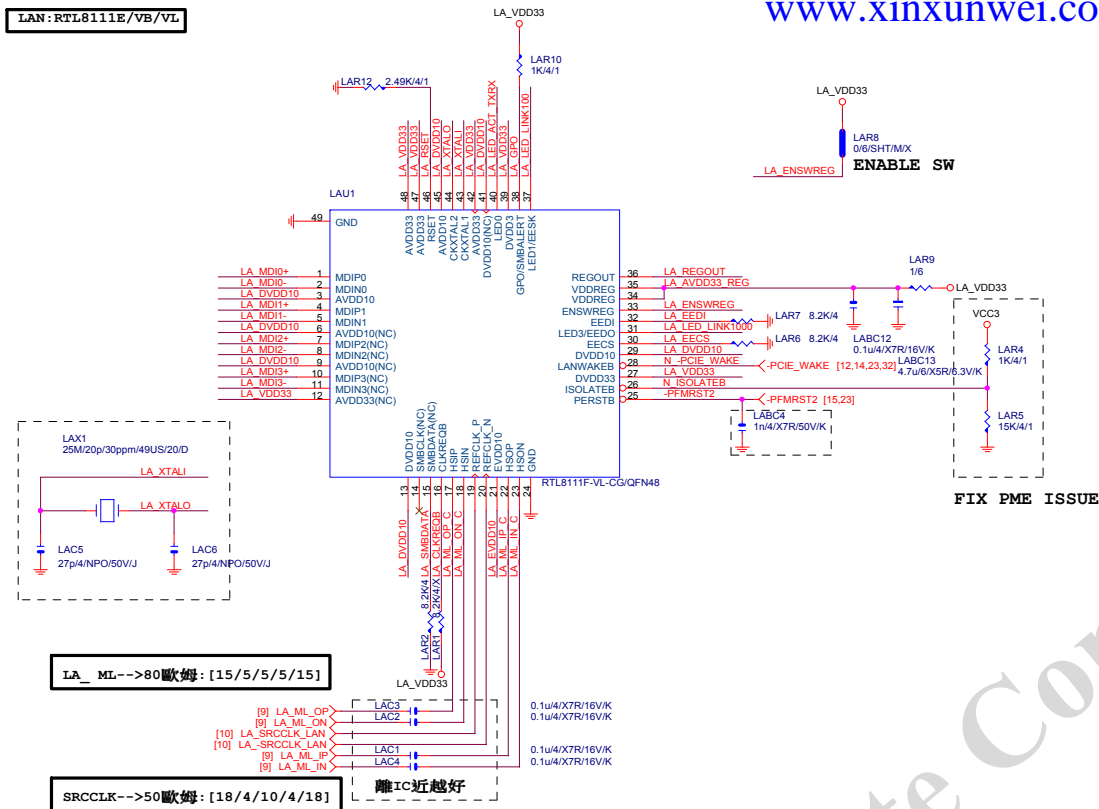 LAN:RTL8111E/VB/VL
www.xinxunwei.co
LA_VDD33
LAR10
1K/4/1
LAR12 2.49K/4/1
LA_VDD33
LA_VDD33
LA_RSET
LA_DVDD10
LA_XTALO
LA_XTALI
LA_VDD33
LA_DVDD10
LA_LED_ACT_TXRX
LA_VDD33
LA_GPO
LA_LED_LINK100
48
47
46
45
44
43
42
41
40
39
38
37
LAU1
AVDD33
AVDD33
RSET
AVDD10
CKXTAL2
CKXTAL1
AVDD33
DVDD10(NC)
LED0
DVDD3
GPO/SMBALERT
LED1/EESK
LA_VDD33
LAR8
0/6/SHT/M/X
ENABLE SW
LA_ENSWREG
49 GND
LA_MDI0+ 1 MDIP0
LA_MDI0- 2 MDIN0
LA_DVDD10 3 AVDD10
LA_MDI1+ 4 MDIP1
LA_MDI1- 5 MDIN1
LA_DVDD10 6 AVDD10(NC)
LA_MDI2+ 7 MDIP2(NC)
LA_MDI2- 8 MDIN2(NC)
LA_DVDD10 9 AVDD10(NC)
LA_MDI3+ 10 MDIP3(NC)
LA_MDI3- 11 MDIN3(NC)
LA_VDD33 12 AVDD33(NC)
REGOUT 36 LA_REGOUT
VDDREG 35 LA_AVDD33_REG
VDDREG 34
ENSWREG 33 LA_ENSWREG
EEDI 32 LA_EEDI
LED3/EEDO 31 LA_LED_LINK1000
EECS 30 LA_EECS
DVDD10 29 LA_DVDD10
LANWAKEB 28 N_-PCIE_WAKE
DVDD33 27 LA_VDD33
ISOLATEB 26 N_ISOLATEB
PERSTB 25 -PFMRST2
LAR9
1/6
LA_VDD33
LAR7 8.2K/4
LAR6 8.2K/4
LABC12
0.1u/4/X7R/16V/K
LABC13
4.7u/6/X5R/6.3V/K
-PCIE_WAKE [12,14,23,32]
-PFMRST2 [15,23]
LABC4
1n/4/X7R/50V/K
VCC3
LAR4
1K/4/1
LAR5
15K/4/1
FIX PME ISSUE
DVDD10
SMBCLK(NC)
SMBDATA(NC)
CLKREQB
HSIP
HSIN
REFCLK_P
REFCLK_N
EVDD10
HSOP
HSON
GND
RTL8111F-VL-CG/QFN48
13
14
15
16
17
18
19
20
21
22
23
24
LA_DVDD10
LA_SMBDATA
LA_CLKREQB
LA_ML_OP_C
LA_ML_ON_C
LA_EVDD10
LA_ML_IP_C
LA_ML_IN_C
LAX1
25M/20p/30ppm/49US/20/D
LA_XTALI
LA_XTALO
LAC5
27p/4/NPO/50V/J
LAC6
27p/4/NPO/50V/J
LAR2 8.2K/4
LAR1 8.2K/4/X
LA_VDD33
LA_ ML-->80歐姆:[15/5/5/5/15]
[9] LA_ML_OP LAC3 0.1u/4/X7R/16V/K
[9] LA_ML_ON LAC2 0.1u/4/X7R/16V/K
[10] LA_SRCCLK_LAN
[10] LA_-SRCCLK_LAN
[9] LA_ML_IP LAC1 0.1u/4/X7R/16V/K
[9] LA_ML_IN LAC4 0.1u/4/X7R/16V/K
離IC近越好
SRCCLK-->50歐姆:[18/4/10/4/18]